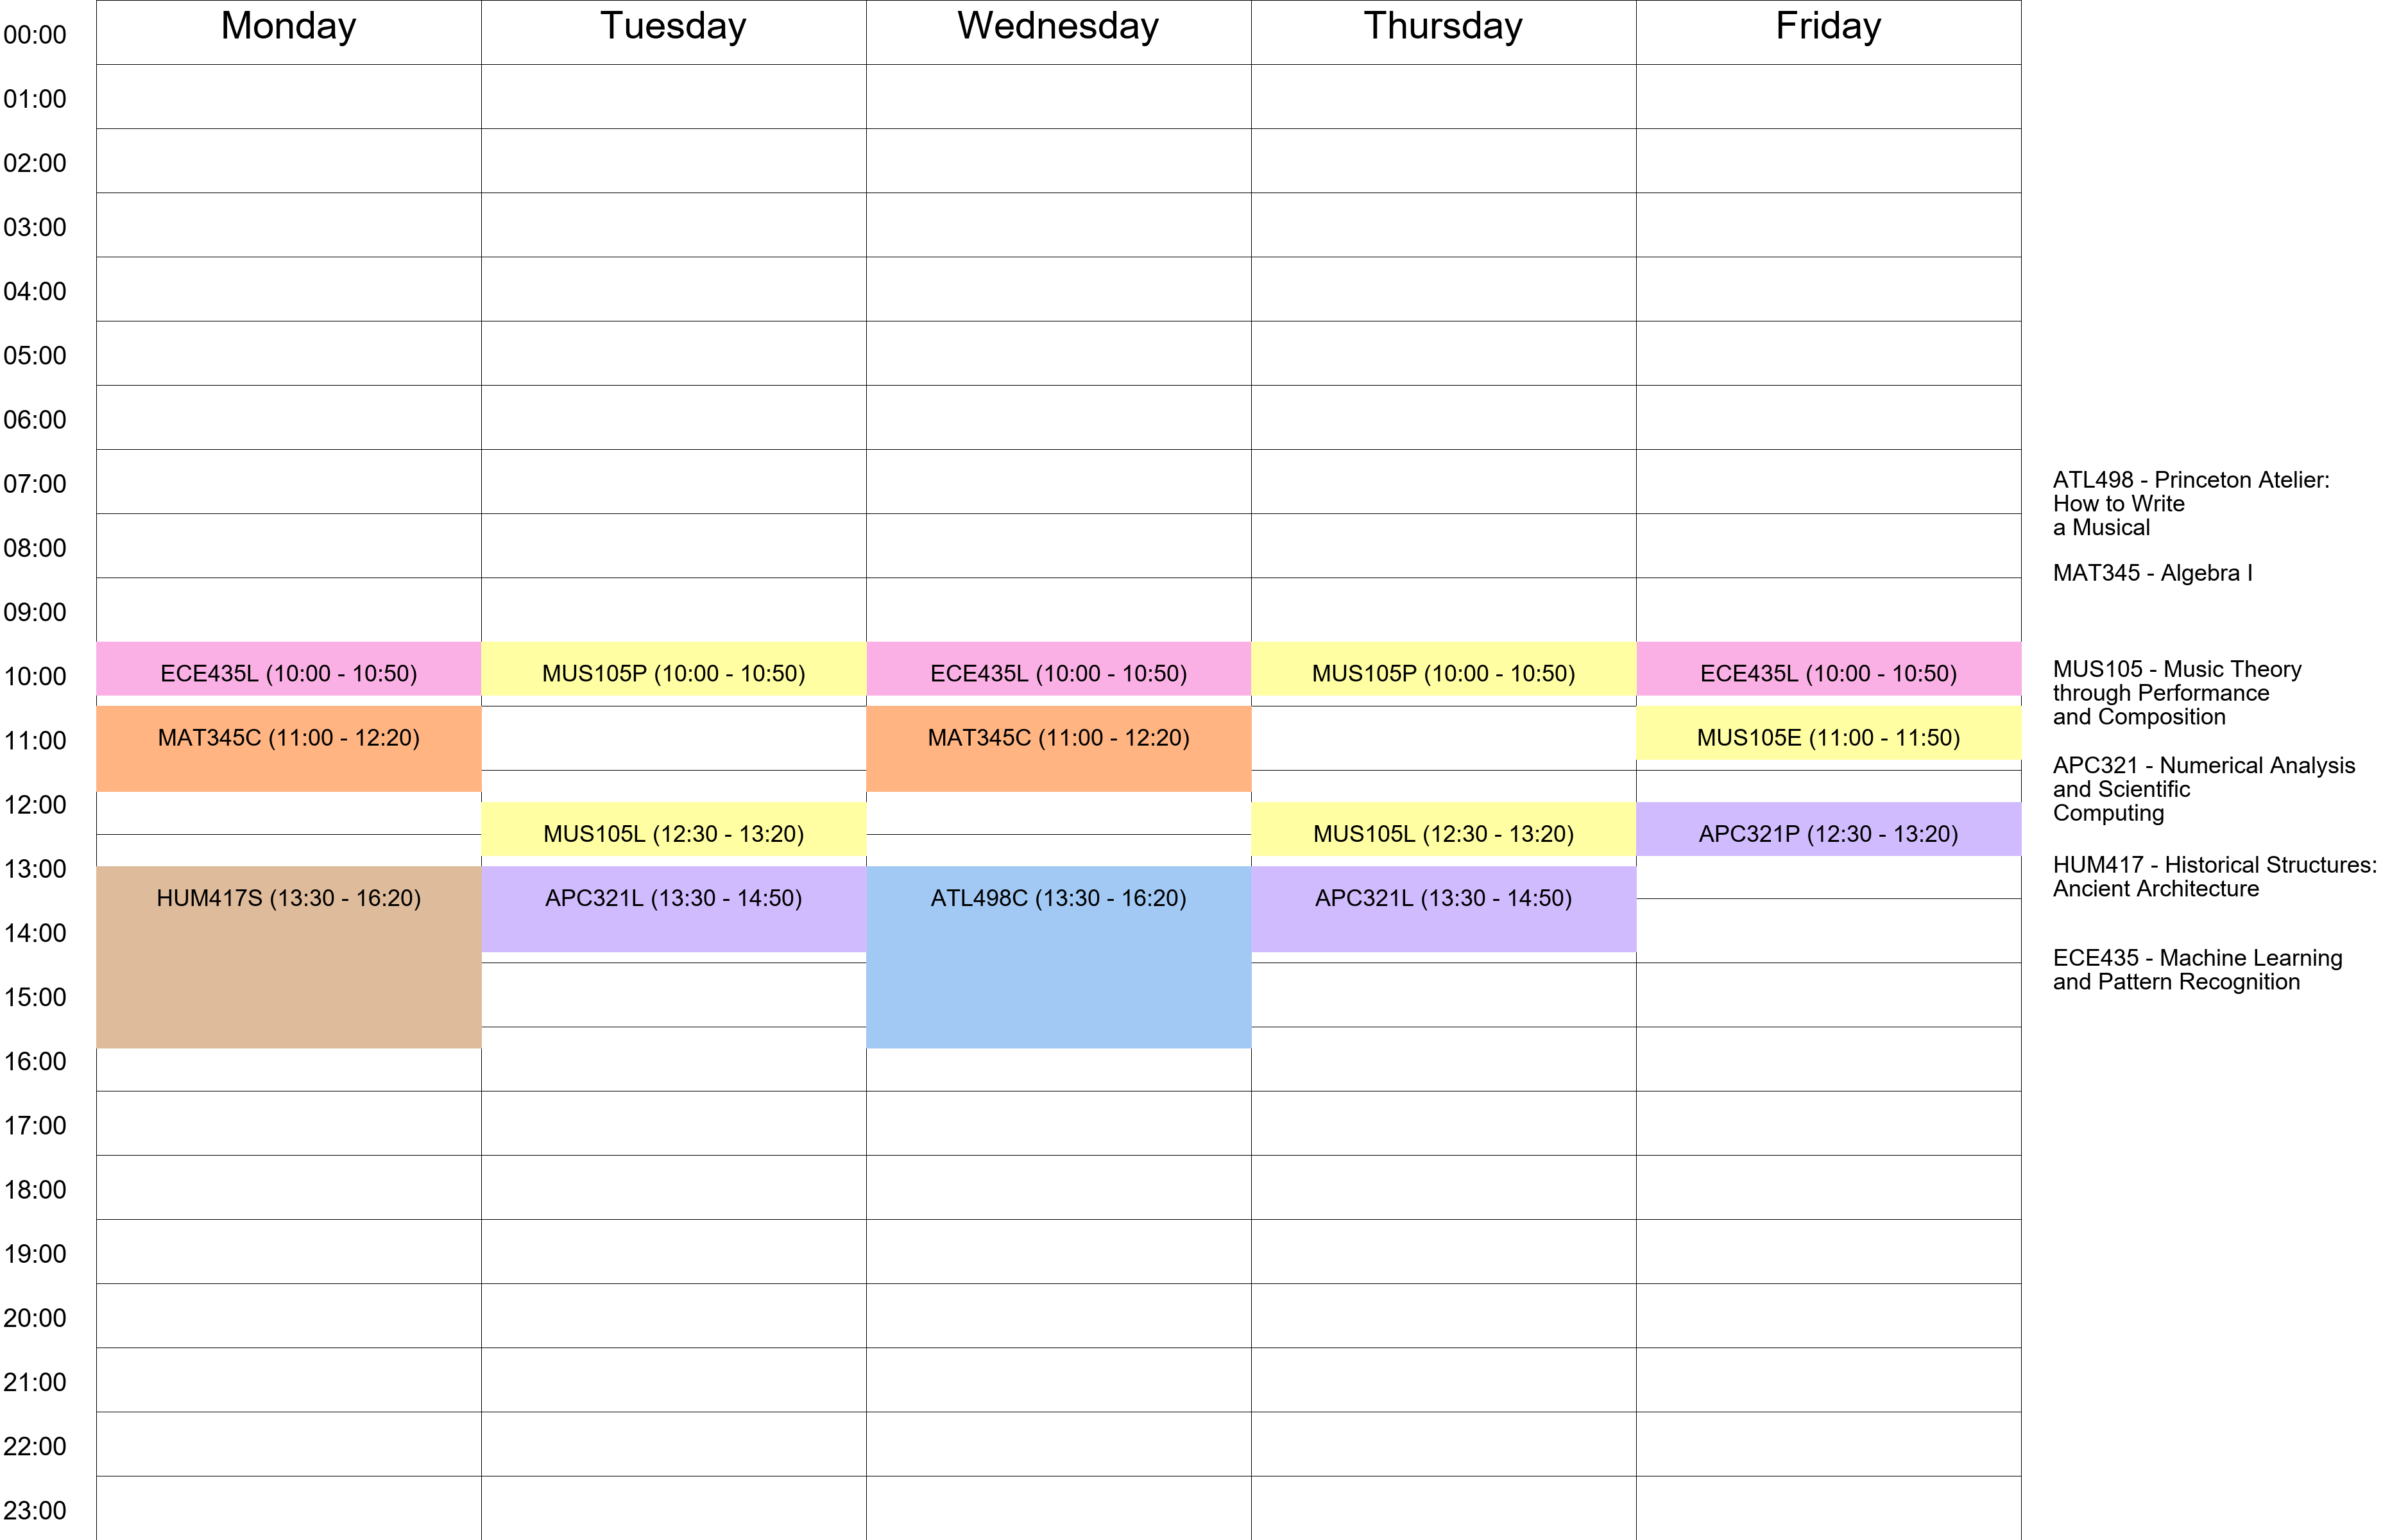 Monday Tuesday Wednesday Thursday Friday
00:00
01:00
02:00
03:00
04:00
05:00
06:00
07:00
08:00
09:00
10:00 ECE435L (10:00 - 10:50) MUS105P (10:00 - 10:50) ECE435L (10:00 - 10:50) MUS105P (10:00 - 10:50) ECE435L (10:00 - 10:50)
11:00 MAT345C (11:00 - 12:20) MAT345C (11:00 - 12:20) MUS105E (11:00 - 11:50)
12:00
MUS105L (12:30 - 13:20) MUS105L (12:30 - 13:20) APC321P (12:30 - 13:20)
13:00
HUM417S (13:30 - 16:20) APC321L (13:30 - 14:50) ATL498C (13:30 - 16:20) APC321L (13:30 - 14:50)
14:00
15:00
16:00
17:00
18:00
19:00
20:00
21:00
22:00
23:00
ATL498 - Princeton Atelier:
How to Write
a Musical
MAT345 - Algebra I
MUS105 - Music Theory
through Performance
and Composition
APC321 - Numerical Analysis
and Scientific
Computing
HUM417 - Historical Structures:
Ancient Architecture
ECE435 - Machine Learning
and Pattern Recognition